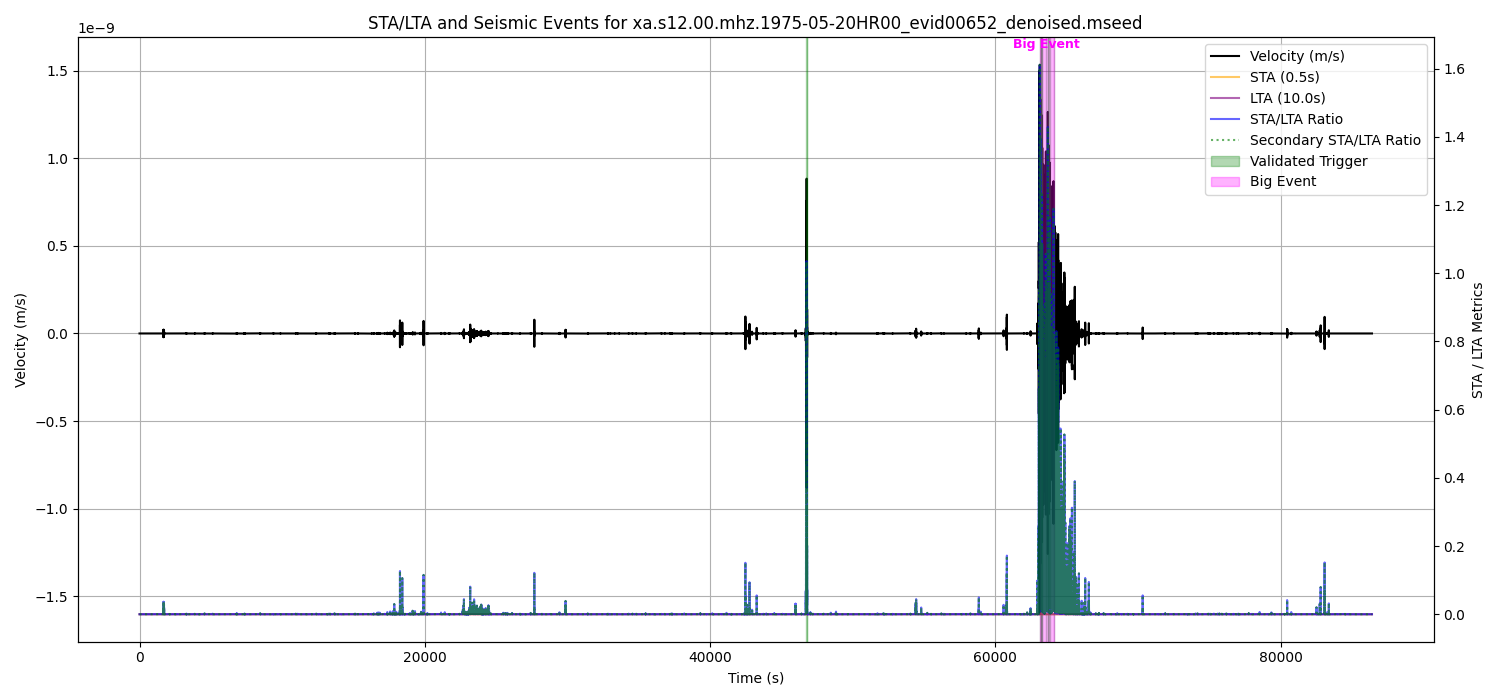 STA/LTA and Seismic Events for xa.s12.00.mhz.1975-05-20HR00_evid00652_denoised.mseed
1e−9
Big Event
Velocity (m/s)
STA (0.5s)
LTA (10.0s)
STA/LTA Ratio
Secondary STA/LTA Ratio
Validated Trigger
Big Event
1.5
1.0
0.5
0.0
−0.5
−1.0
−1.5
Velocity (m/s)
1.6
1.4
1.2
1.0
0.8
0.6
0.4
0.2
0.0
STA / LTA Metrics
0
20000
40000
60000
80000
Time (s)